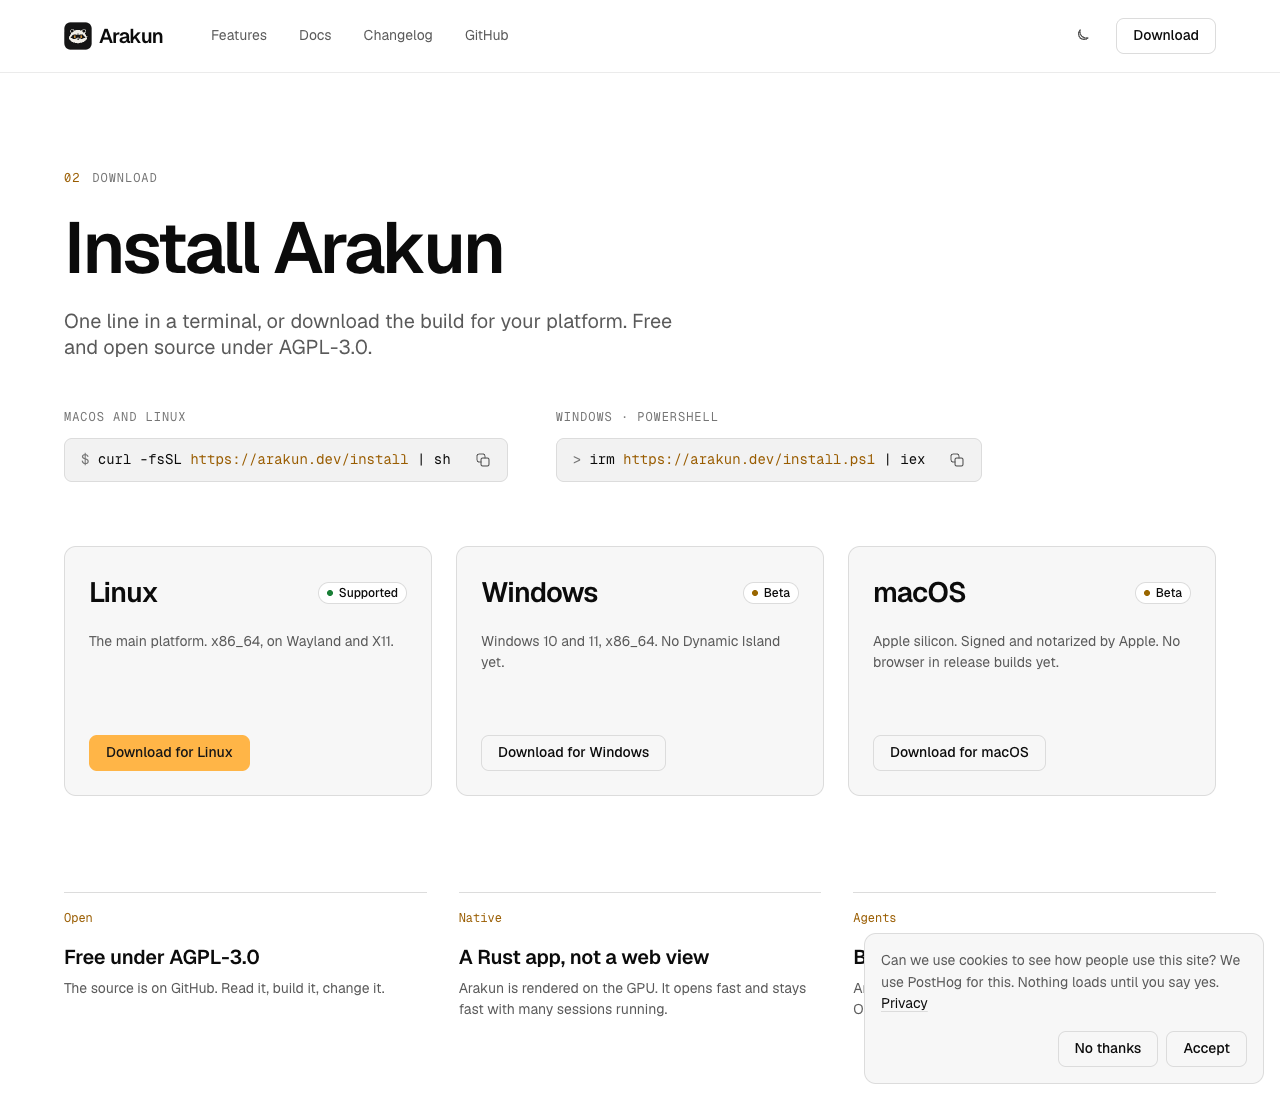 Arakun
Features
Docs
Changelog
GitHub
Download
02 DOWNLOAD
Install Arakun
One line in a terminal, or download the build for your platform. Free
and open source under AGPL-3.0.
MACOS AND LINUX
$ curl -fsSL https://arakun.dev/install | sh
WINDOWS · POWERSHELL
> irm https://arakun.dev/install.ps1 | iex
Linux
Supported
The main platform. x86_64, on Wayland and X11.
Download for Linux
Windows
Beta
Windows 10 and 11, x86_64. No Dynamic Island
yet.
Download for Windows
macOS
Beta
Apple silicon. Signed and notarized by Apple. No
browser in release builds yet.
Download for macOS
Open
Free under AGPL-3.0
The source is on GitHub. Read it, build it, change it.
Native
A Rust app, not a web view
Arakun is rendered on the GPU. It opens fast and stays
fast with many sessions running.
Agents
Can we use cookies to see how people use this site? We
use PostHog for this. Nothing loads until you say yes.
Privacy
No thanks
Accept